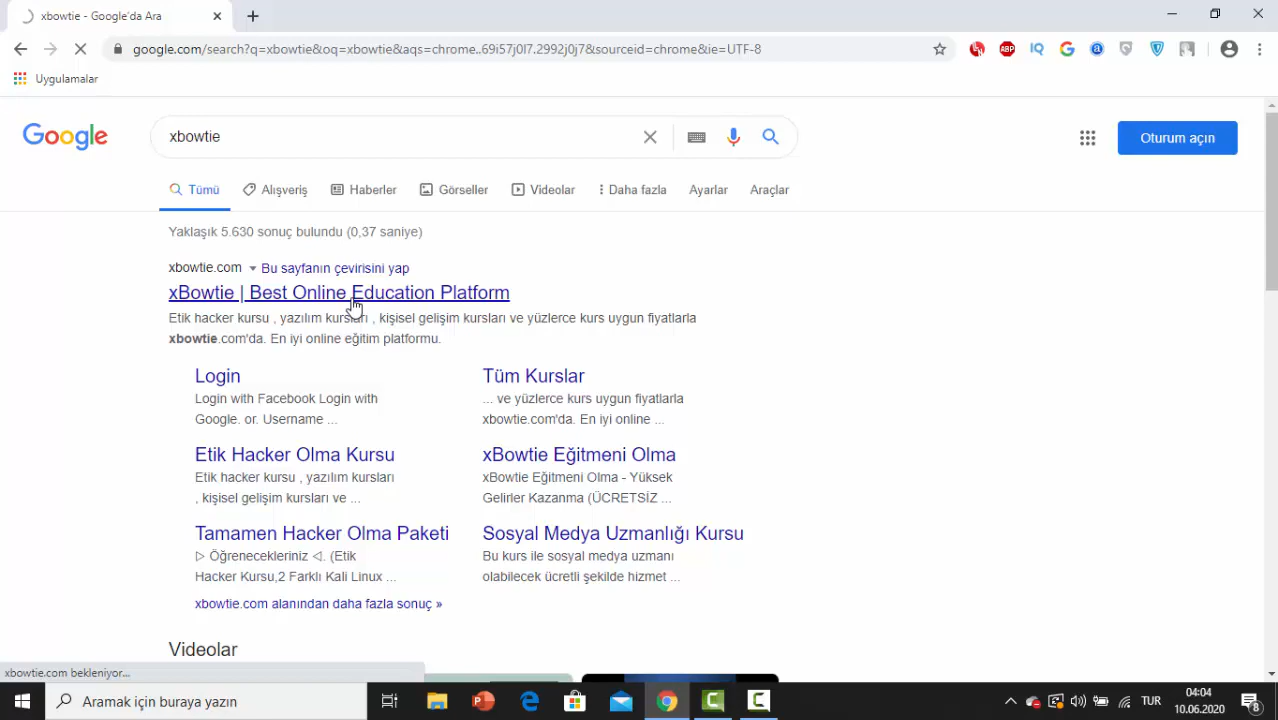 xbowtie - Google'da Ara
google.com/search?q=xbowtie&oq=xbowtie&aqs=chrome..69i57j0l7.2992j0j7&sourceid=chrome&ie=UTF-8
ABP
IQ
Uygulamalar
Google
xbowtie
Oturum açın
Tümü
Alışveriş
Haberler
Görseller
Videolar
Daha fazla
Ayarlar
Araçlar
Yaklaşık 5.630 sonuç bulundu (0,37 saniye)
xbowtie.com
Bu sayfanın çevirisini yap
xBowtie | Best Online Education Platform
Etik hacker kursu , yazılım kursları , kişisel gelişim kursları ve yüzlerce kurs uygun fiyatlarla
xbowtie.com'da. En iyi online eğitim platformu.
Login
Login with Facebook Login with
Google. or. Username ...
Tüm Kurslar
... ve yüzlerce kurs uygun fiyatlarla
xbowtie.com'da. En iyi online ...
Etik Hacker Olma Kursu
Etik hacker kursu , yazılım kursları
, kişisel gelişim kursları ve ...
xBowtie Eğitmeni Olma
xBowtie Eğitmeni Olma - Yüksek
Gelirler Kazanma (ÜCRETSİZ ...
Tamamen Hacker Olma Paketi
▷ Öğrenecekleriniz ◁. (Etik
Hacker Kursu,2 Farklı Kali Linux ...
Sosyal Medya Uzmanlığı Kursu
Bu kurs ile sosyal medya uzmanı
olabilecek ücretli şekilde hizmet ...
xbowtie.com alanından daha fazla sonuç »
Videolar
xbowtie.com bekleniyor...
Aramak için buraya yazın
TUR
04:04
10.06.2020
8